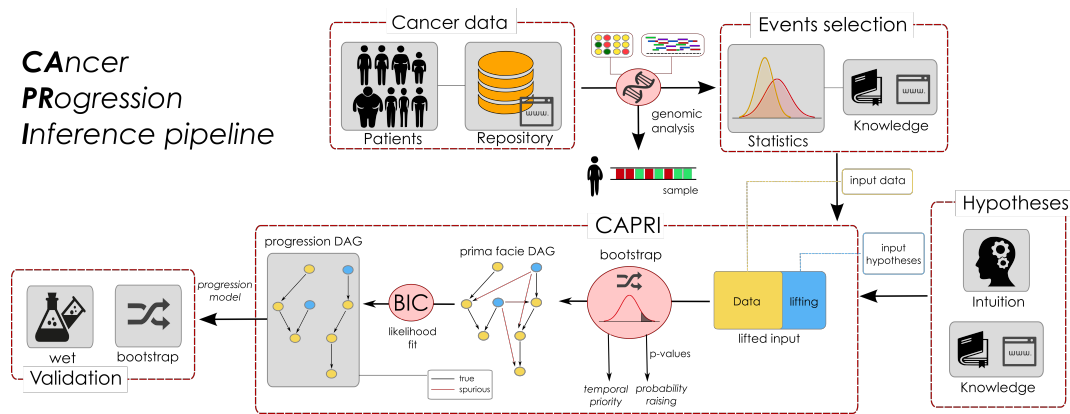 CAncer
PRogression
Inference pipeline
Cancer data
Patients
www.
Repository
genomic
analysis
sample
Events selection
Statistics
www.
Knowledge
input data
Hypotheses
input
hypotheses
Intuition
www.
Knowledge
CAPRI
progression DAG
prima facie DAG
bootstrap
BIC
likelihood
fit
Data
lifting
lifted input
p-values
temporal
priority
probability
raising
true
spurious
progression
model
wet
bootstrap
Validation